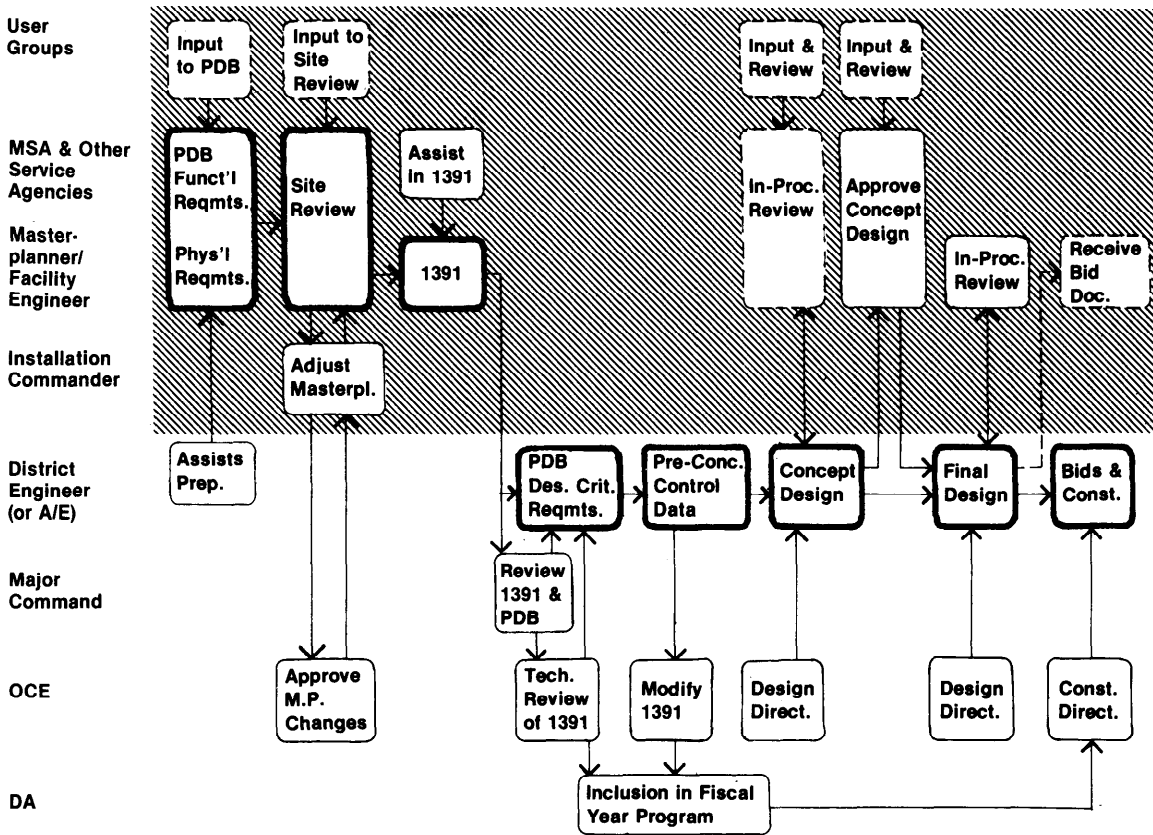 User
Groups
Input
to PDB
Input to
Site
Review
Input &
Review
Input &
Review
MSA & Other
Service
Agencies
PDB
Funct'l
Reqmts.
Phys'l
Reqmts.
Site
Review
Assist
in 1391
In-Proc.
Review
Approve
Concept
Design
Master-
planner/
Facility
Engineer
1391
In-Proc.
Review
Receive
Bid
Doc.
Installation
Commander
Adjust
Masterpl.
District
Engineer
(or A/E)
Assists
Prep.
PDB
Des. Crit.
Reqmts.
Pre-Conc.
Control
Data
Concept
Design
Final
Design
Bids &
Const.
Major
Command
Review
1391 &
PDB
OCE
Approve
M.P.
Changes
Tech.
Review
of 1391
Modify
1391
Design
Direct.
Design
Direct.
Const.
Direct.
DA
Inclusion in Fiscal
Year Program